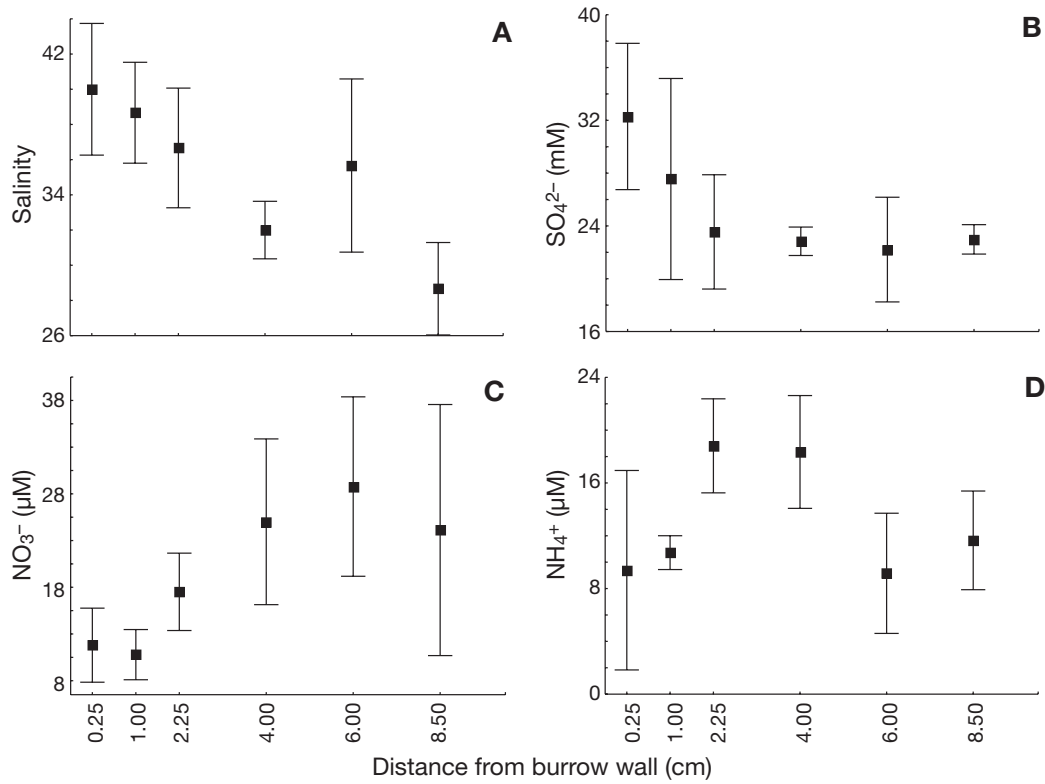 A
42
34
26
Salinity
B
40
32
24
16
SO₄²⁻ (mM)
C
38
28
18
8
NO₃⁻ (µM)
0.25 1.00 2.25 4.00 6.00 8.50
D
24
16
8
0
NH₄⁺ (µM)
0.25 1.00 2.25 4.00 6.00 8.50
Distance from burrow wall (cm)